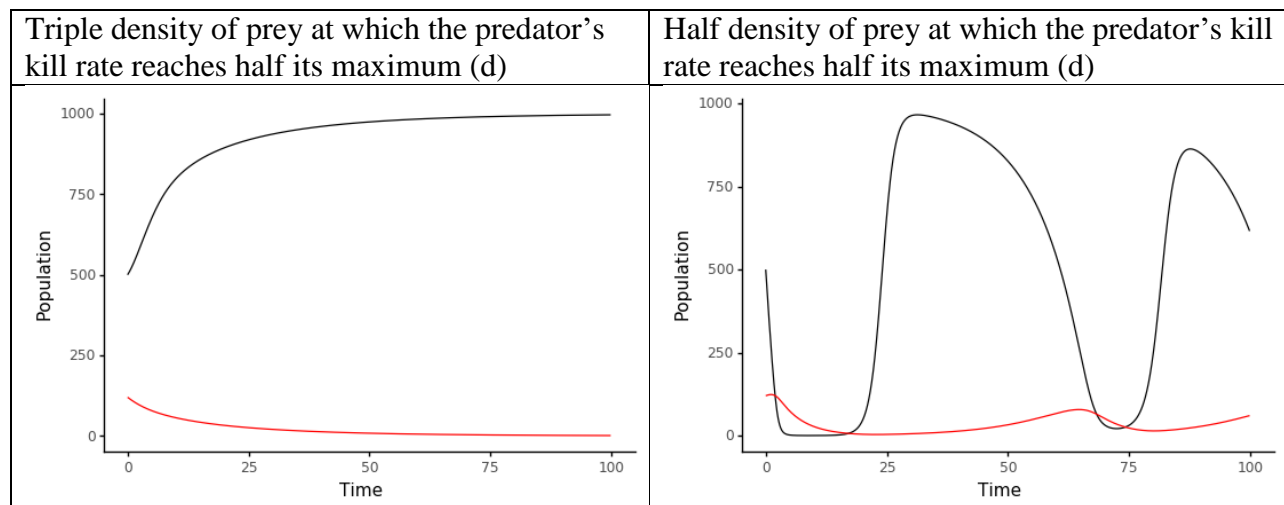 Triple density of prey at which the predator’s
kill rate reaches half its maximum (d)
Half density of prey at which the predator’s kill
rate reaches half its maximum (d)
1000
750
500
250
0
Population
0 25 50 75 100
Time
1000
750
500
250
0
Population
0 25 50 75 100
Time